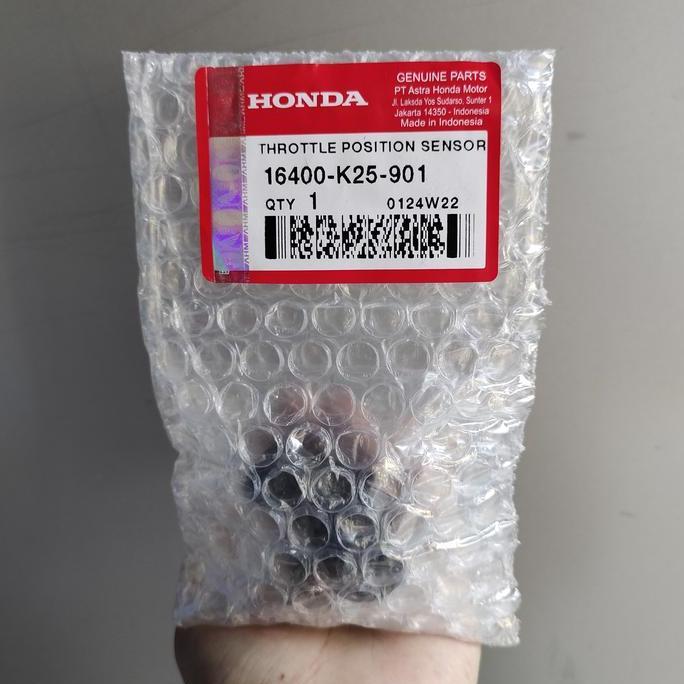 HONDA
GENUINE PARTS
PT Astra Honda Motor
Jl. Laksda Yos Sudarso, Sunter 1
Jakarta 14350 - Indonesia
Made in Indonesia
THROTTLE POSITION SENSOR
16400-K25-901
QTY 1 0124W22